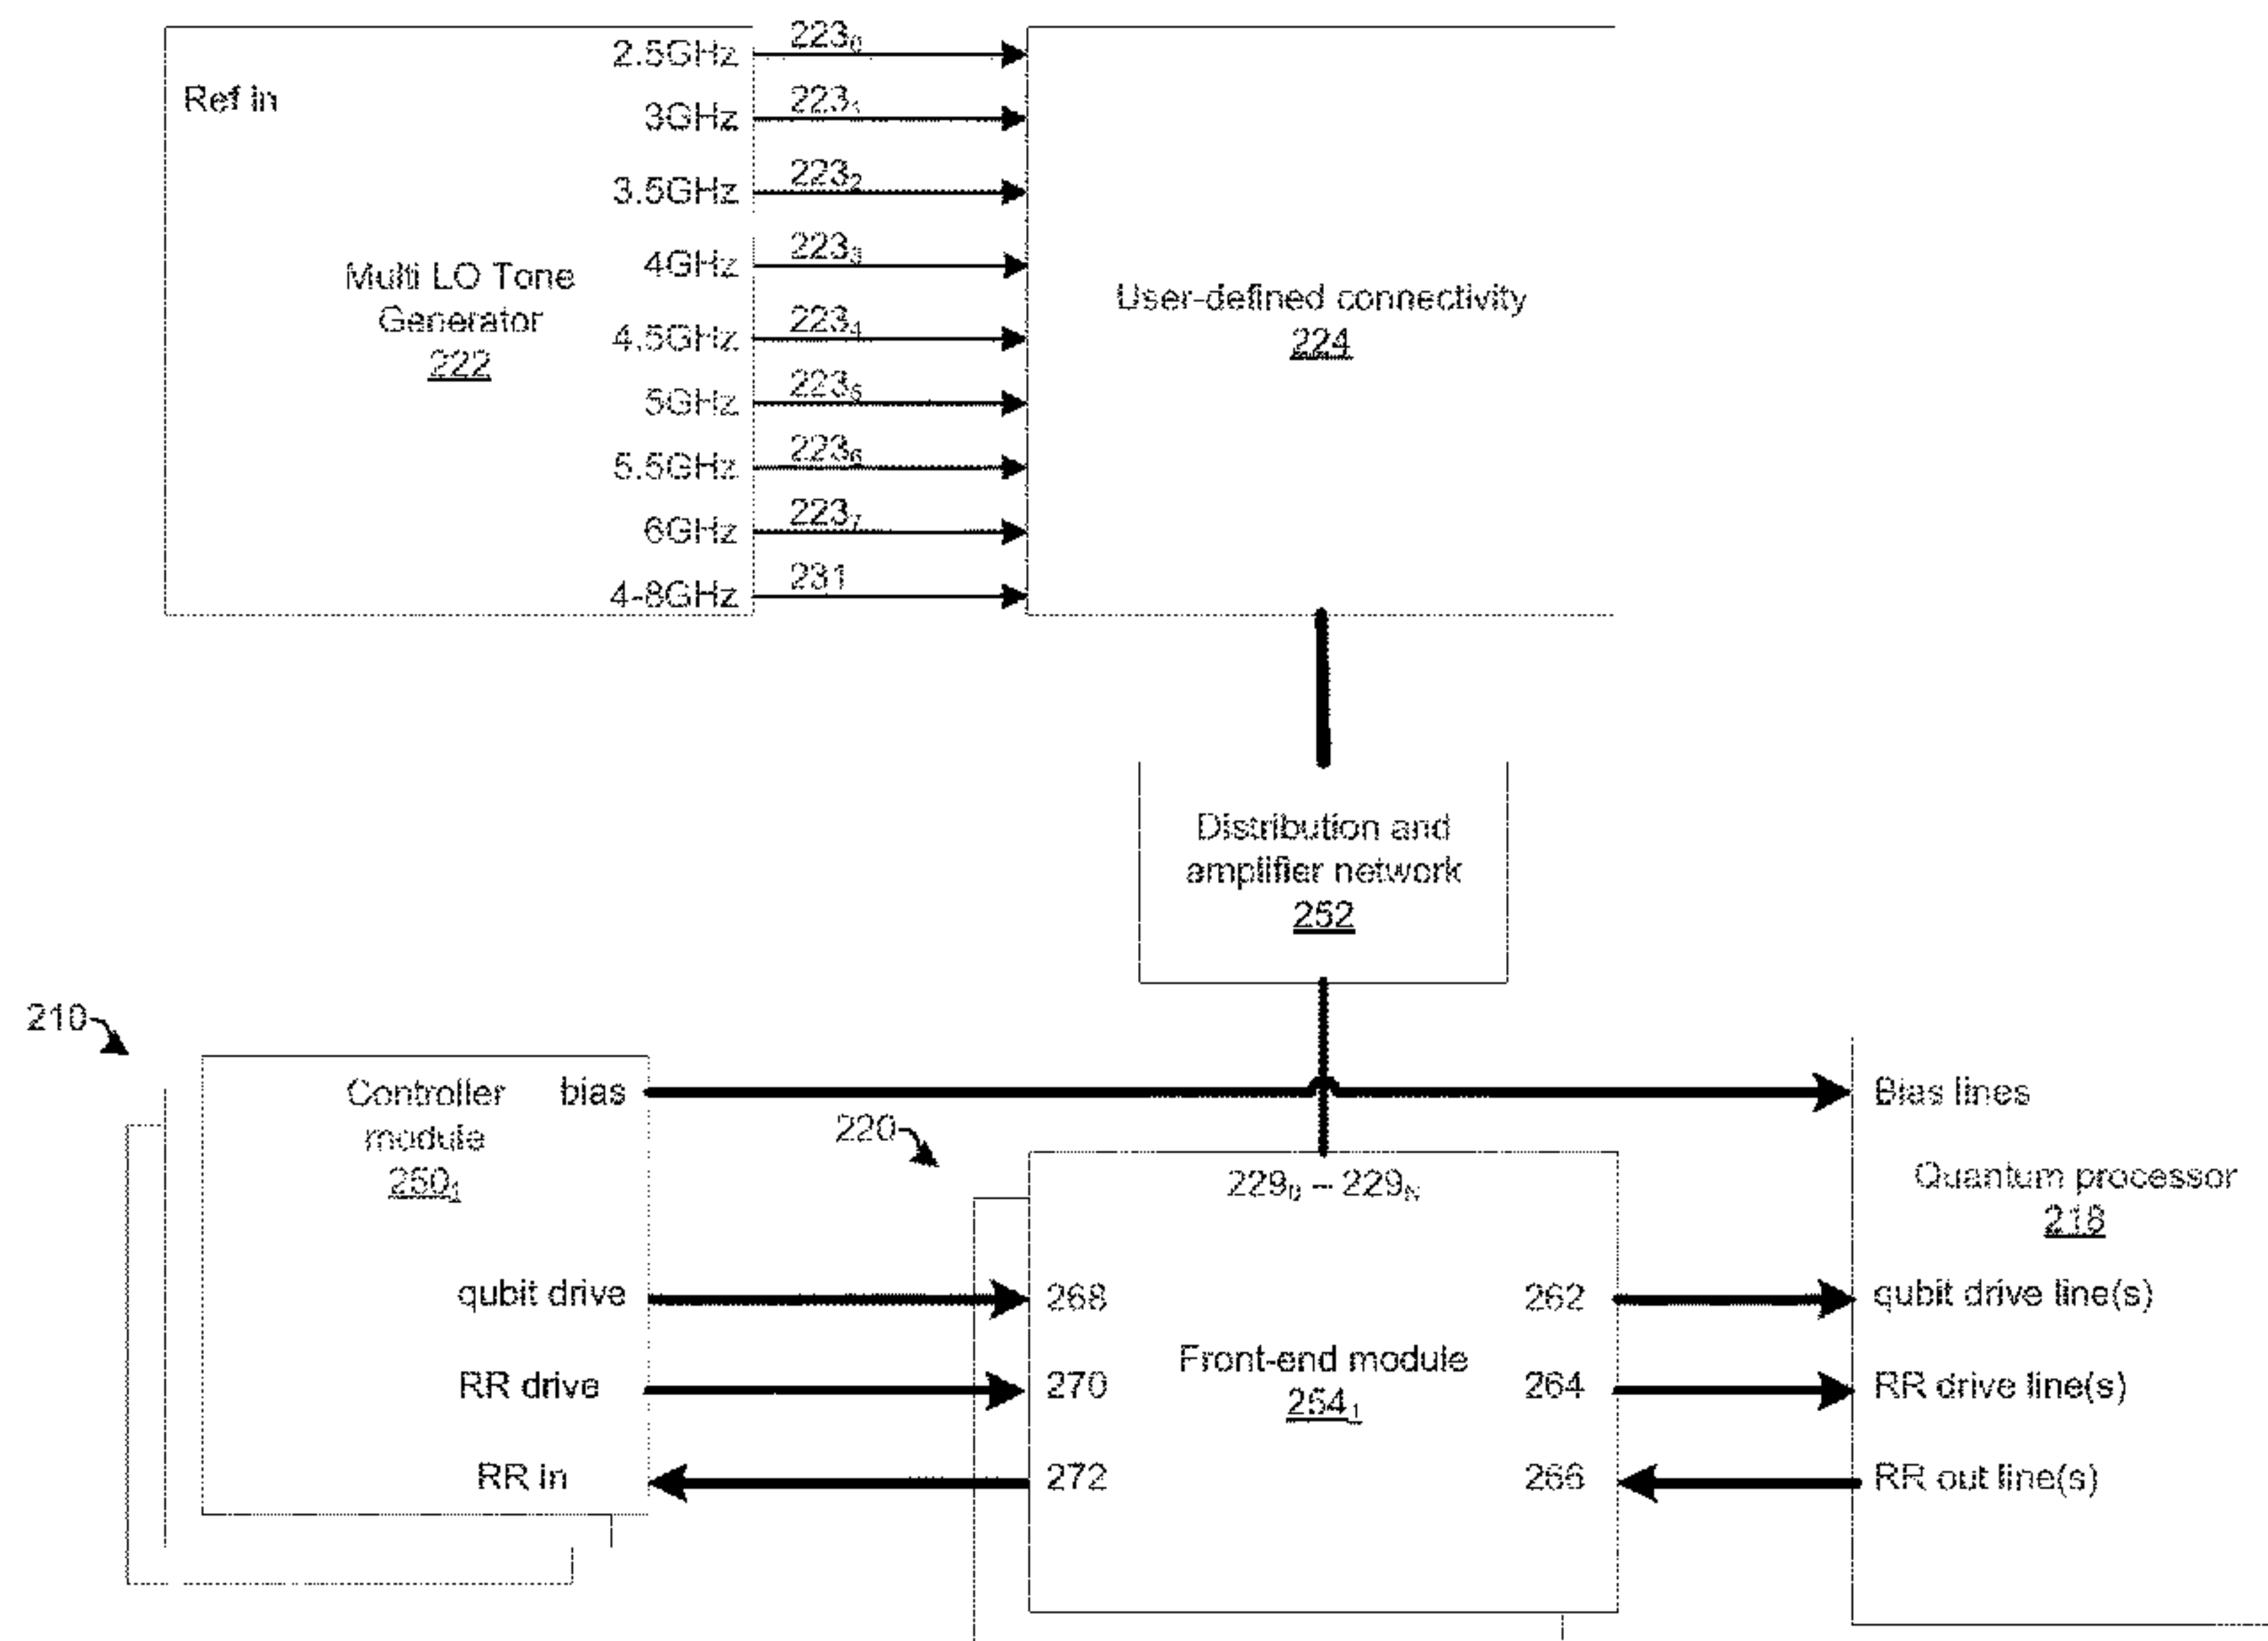 Ref in
2.5GHz 223₀
3GHz 223₁
3.5GHz 223₂
4GHz 223₃
4.5GHz 223₄
5GHz 223₅
5.5GHz 223₆
6GHz 223₇
4-8GHz 231
Multi LO Tone
Generator
222
User-defined connectivity
224
Distribution and
amplifier network
252
210
Controller
module
250₁
bias
qubit drive
RR drive
RR in
220
229₀ – 229ₙ
268
270
272
Front-end module
254₁
262
264
266
Bias lines
Quantum processor
218
qubit drive line(s)
RR drive line(s)
RR out line(s)